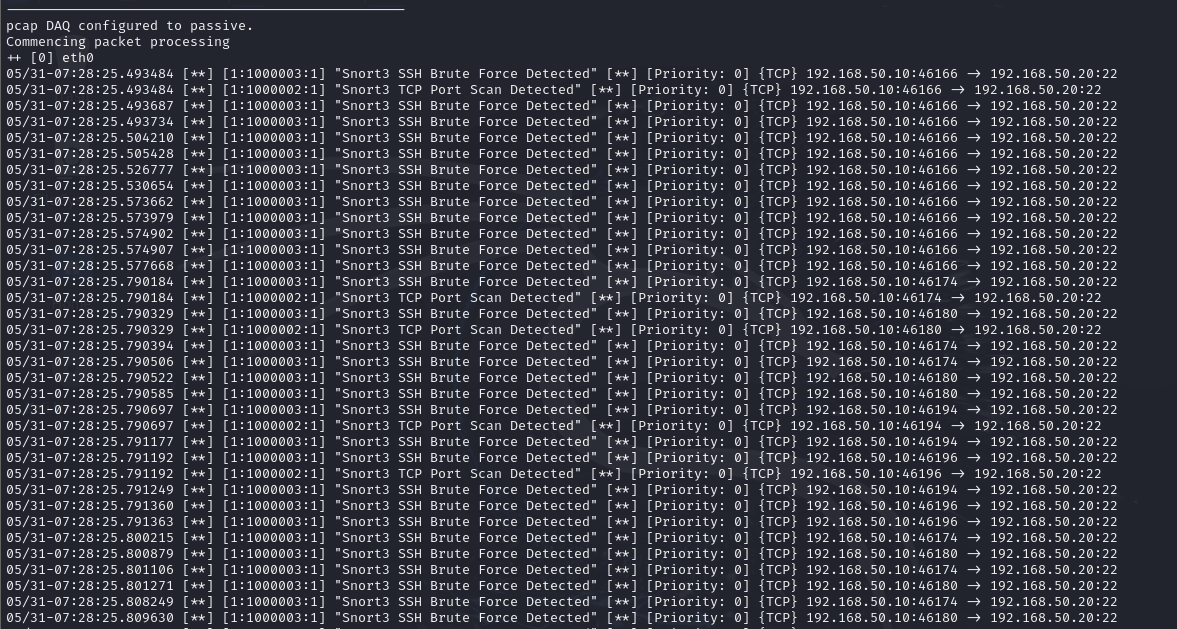 pcap DAQ configured to passive.
Commencing packet processing
++ [0] eth0
05/31-07:28:25.493484 [**] [1:1000003:1] "Snort3 SSH Brute Force Detected" [**] [Priority: 0] {TCP} 192.168.50.10:46166 → 192.168.50.20:22
05/31-07:28:25.493484 [**] [1:1000002:1] "Snort3 TCP Port Scan Detected" [**] [Priority: 0] {TCP} 192.168.50.10:46166 → 192.168.50.20:22
05/31-07:28:25.493687 [**] [1:1000003:1] "Snort3 SSH Brute Force Detected" [**] [Priority: 0] {TCP} 192.168.50.10:46166 → 192.168.50.20:22
05/31-07:28:25.493734 [**] [1:1000003:1] "Snort3 SSH Brute Force Detected" [**] [Priority: 0] {TCP} 192.168.50.10:46166 → 192.168.50.20:22
05/31-07:28:25.504210 [**] [1:1000003:1] "Snort3 SSH Brute Force Detected" [**] [Priority: 0] {TCP} 192.168.50.10:46166 → 192.168.50.20:22
05/31-07:28:25.505428 [**] [1:1000003:1] "Snort3 SSH Brute Force Detected" [**] [Priority: 0] {TCP} 192.168.50.10:46166 → 192.168.50.20:22
05/31-07:28:25.526777 [**] [1:1000003:1] "Snort3 SSH Brute Force Detected" [**] [Priority: 0] {TCP} 192.168.50.10:46166 → 192.168.50.20:22
05/31-07:28:25.530654 [**] [1:1000003:1] "Snort3 SSH Brute Force Detected" [**] [Priority: 0] {TCP} 192.168.50.10:46166 → 192.168.50.20:22
05/31-07:28:25.573662 [**] [1:1000003:1] "Snort3 SSH Brute Force Detected" [**] [Priority: 0] {TCP} 192.168.50.10:46166 → 192.168.50.20:22
05/31-07:28:25.573979 [**] [1:1000003:1] "Snort3 SSH Brute Force Detected" [**] [Priority: 0] {TCP} 192.168.50.10:46166 → 192.168.50.20:22
05/31-07:28:25.574902 [**] [1:1000003:1] "Snort3 SSH Brute Force Detected" [**] [Priority: 0] {TCP} 192.168.50.10:46166 → 192.168.50.20:22
05/31-07:28:25.574907 [**] [1:1000003:1] "Snort3 SSH Brute Force Detected" [**] [Priority: 0] {TCP} 192.168.50.10:46166 → 192.168.50.20:22
05/31-07:28:25.577668 [**] [1:1000003:1] "Snort3 SSH Brute Force Detected" [**] [Priority: 0] {TCP} 192.168.50.10:46166 → 192.168.50.20:22
05/31-07:28:25.790184 [**] [1:1000003:1] "Snort3 SSH Brute Force Detected" [**] [Priority: 0] {TCP} 192.168.50.10:46174 → 192.168.50.20:22
05/31-07:28:25.790184 [**] [1:1000002:1] "Snort3 TCP Port Scan Detected" [**] [Priority: 0] {TCP} 192.168.50.10:46174 → 192.168.50.20:22
05/31-07:28:25.790329 [**] [1:1000003:1] "Snort3 SSH Brute Force Detected" [**] [Priority: 0] {TCP} 192.168.50.10:46180 → 192.168.50.20:22
05/31-07:28:25.790329 [**] [1:1000002:1] "Snort3 TCP Port Scan Detected" [**] [Priority: 0] {TCP} 192.168.50.10:46180 → 192.168.50.20:22
05/31-07:28:25.790394 [**] [1:1000003:1] "Snort3 SSH Brute Force Detected" [**] [Priority: 0] {TCP} 192.168.50.10:46174 → 192.168.50.20:22
05/31-07:28:25.790506 [**] [1:1000003:1] "Snort3 SSH Brute Force Detected" [**] [Priority: 0] {TCP} 192.168.50.10:46174 → 192.168.50.20:22
05/31-07:28:25.790522 [**] [1:1000003:1] "Snort3 SSH Brute Force Detected" [**] [Priority: 0] {TCP} 192.168.50.10:46180 → 192.168.50.20:22
05/31-07:28:25.790585 [**] [1:1000003:1] "Snort3 SSH Brute Force Detected" [**] [Priority: 0] {TCP} 192.168.50.10:46180 → 192.168.50.20:22
05/31-07:28:25.790697 [**] [1:1000003:1] "Snort3 SSH Brute Force Detected" [**] [Priority: 0] {TCP} 192.168.50.10:46194 → 192.168.50.20:22
05/31-07:28:25.790697 [**] [1:1000002:1] "Snort3 TCP Port Scan Detected" [**] [Priority: 0] {TCP} 192.168.50.10:46194 → 192.168.50.20:22
05/31-07:28:25.791177 [**] [1:1000003:1] "Snort3 SSH Brute Force Detected" [**] [Priority: 0] {TCP} 192.168.50.10:46194 → 192.168.50.20:22
05/31-07:28:25.791192 [**] [1:1000003:1] "Snort3 SSH Brute Force Detected" [**] [Priority: 0] {TCP} 192.168.50.10:46196 → 192.168.50.20:22
05/31-07:28:25.791192 [**] [1:1000002:1] "Snort3 TCP Port Scan Detected" [**] [Priority: 0] {TCP} 192.168.50.10:46196 → 192.168.50.20:22
05/31-07:28:25.791249 [**] [1:1000003:1] "Snort3 SSH Brute Force Detected" [**] [Priority: 0] {TCP} 192.168.50.10:46194 → 192.168.50.20:22
05/31-07:28:25.791360 [**] [1:1000003:1] "Snort3 SSH Brute Force Detected" [**] [Priority: 0] {TCP} 192.168.50.10:46196 → 192.168.50.20:22
05/31-07:28:25.791363 [**] [1:1000003:1] "Snort3 SSH Brute Force Detected" [**] [Priority: 0] {TCP} 192.168.50.10:46196 → 192.168.50.20:22
05/31-07:28:25.800215 [**] [1:1000003:1] "Snort3 SSH Brute Force Detected" [**] [Priority: 0] {TCP} 192.168.50.10:46174 → 192.168.50.20:22
05/31-07:28:25.800879 [**] [1:1000003:1] "Snort3 SSH Brute Force Detected" [**] [Priority: 0] {TCP} 192.168.50.10:46180 → 192.168.50.20:22
05/31-07:28:25.801106 [**] [1:1000003:1] "Snort3 SSH Brute Force Detected" [**] [Priority: 0] {TCP} 192.168.50.10:46174 → 192.168.50.20:22
05/31-07:28:25.801271 [**] [1:1000003:1] "Snort3 SSH Brute Force Detected" [**] [Priority: 0] {TCP} 192.168.50.10:46180 → 192.168.50.20:22
05/31-07:28:25.808249 [**] [1:1000003:1] "Snort3 SSH Brute Force Detected" [**] [Priority: 0] {TCP} 192.168.50.10:46174 → 192.168.50.20:22
05/31-07:28:25.809630 [**] [1:1000003:1] "Snort3 SSH Brute Force Detected" [**] [Priority: 0] {TCP} 192.168.50.10:46180 → 192.168.50.20:22